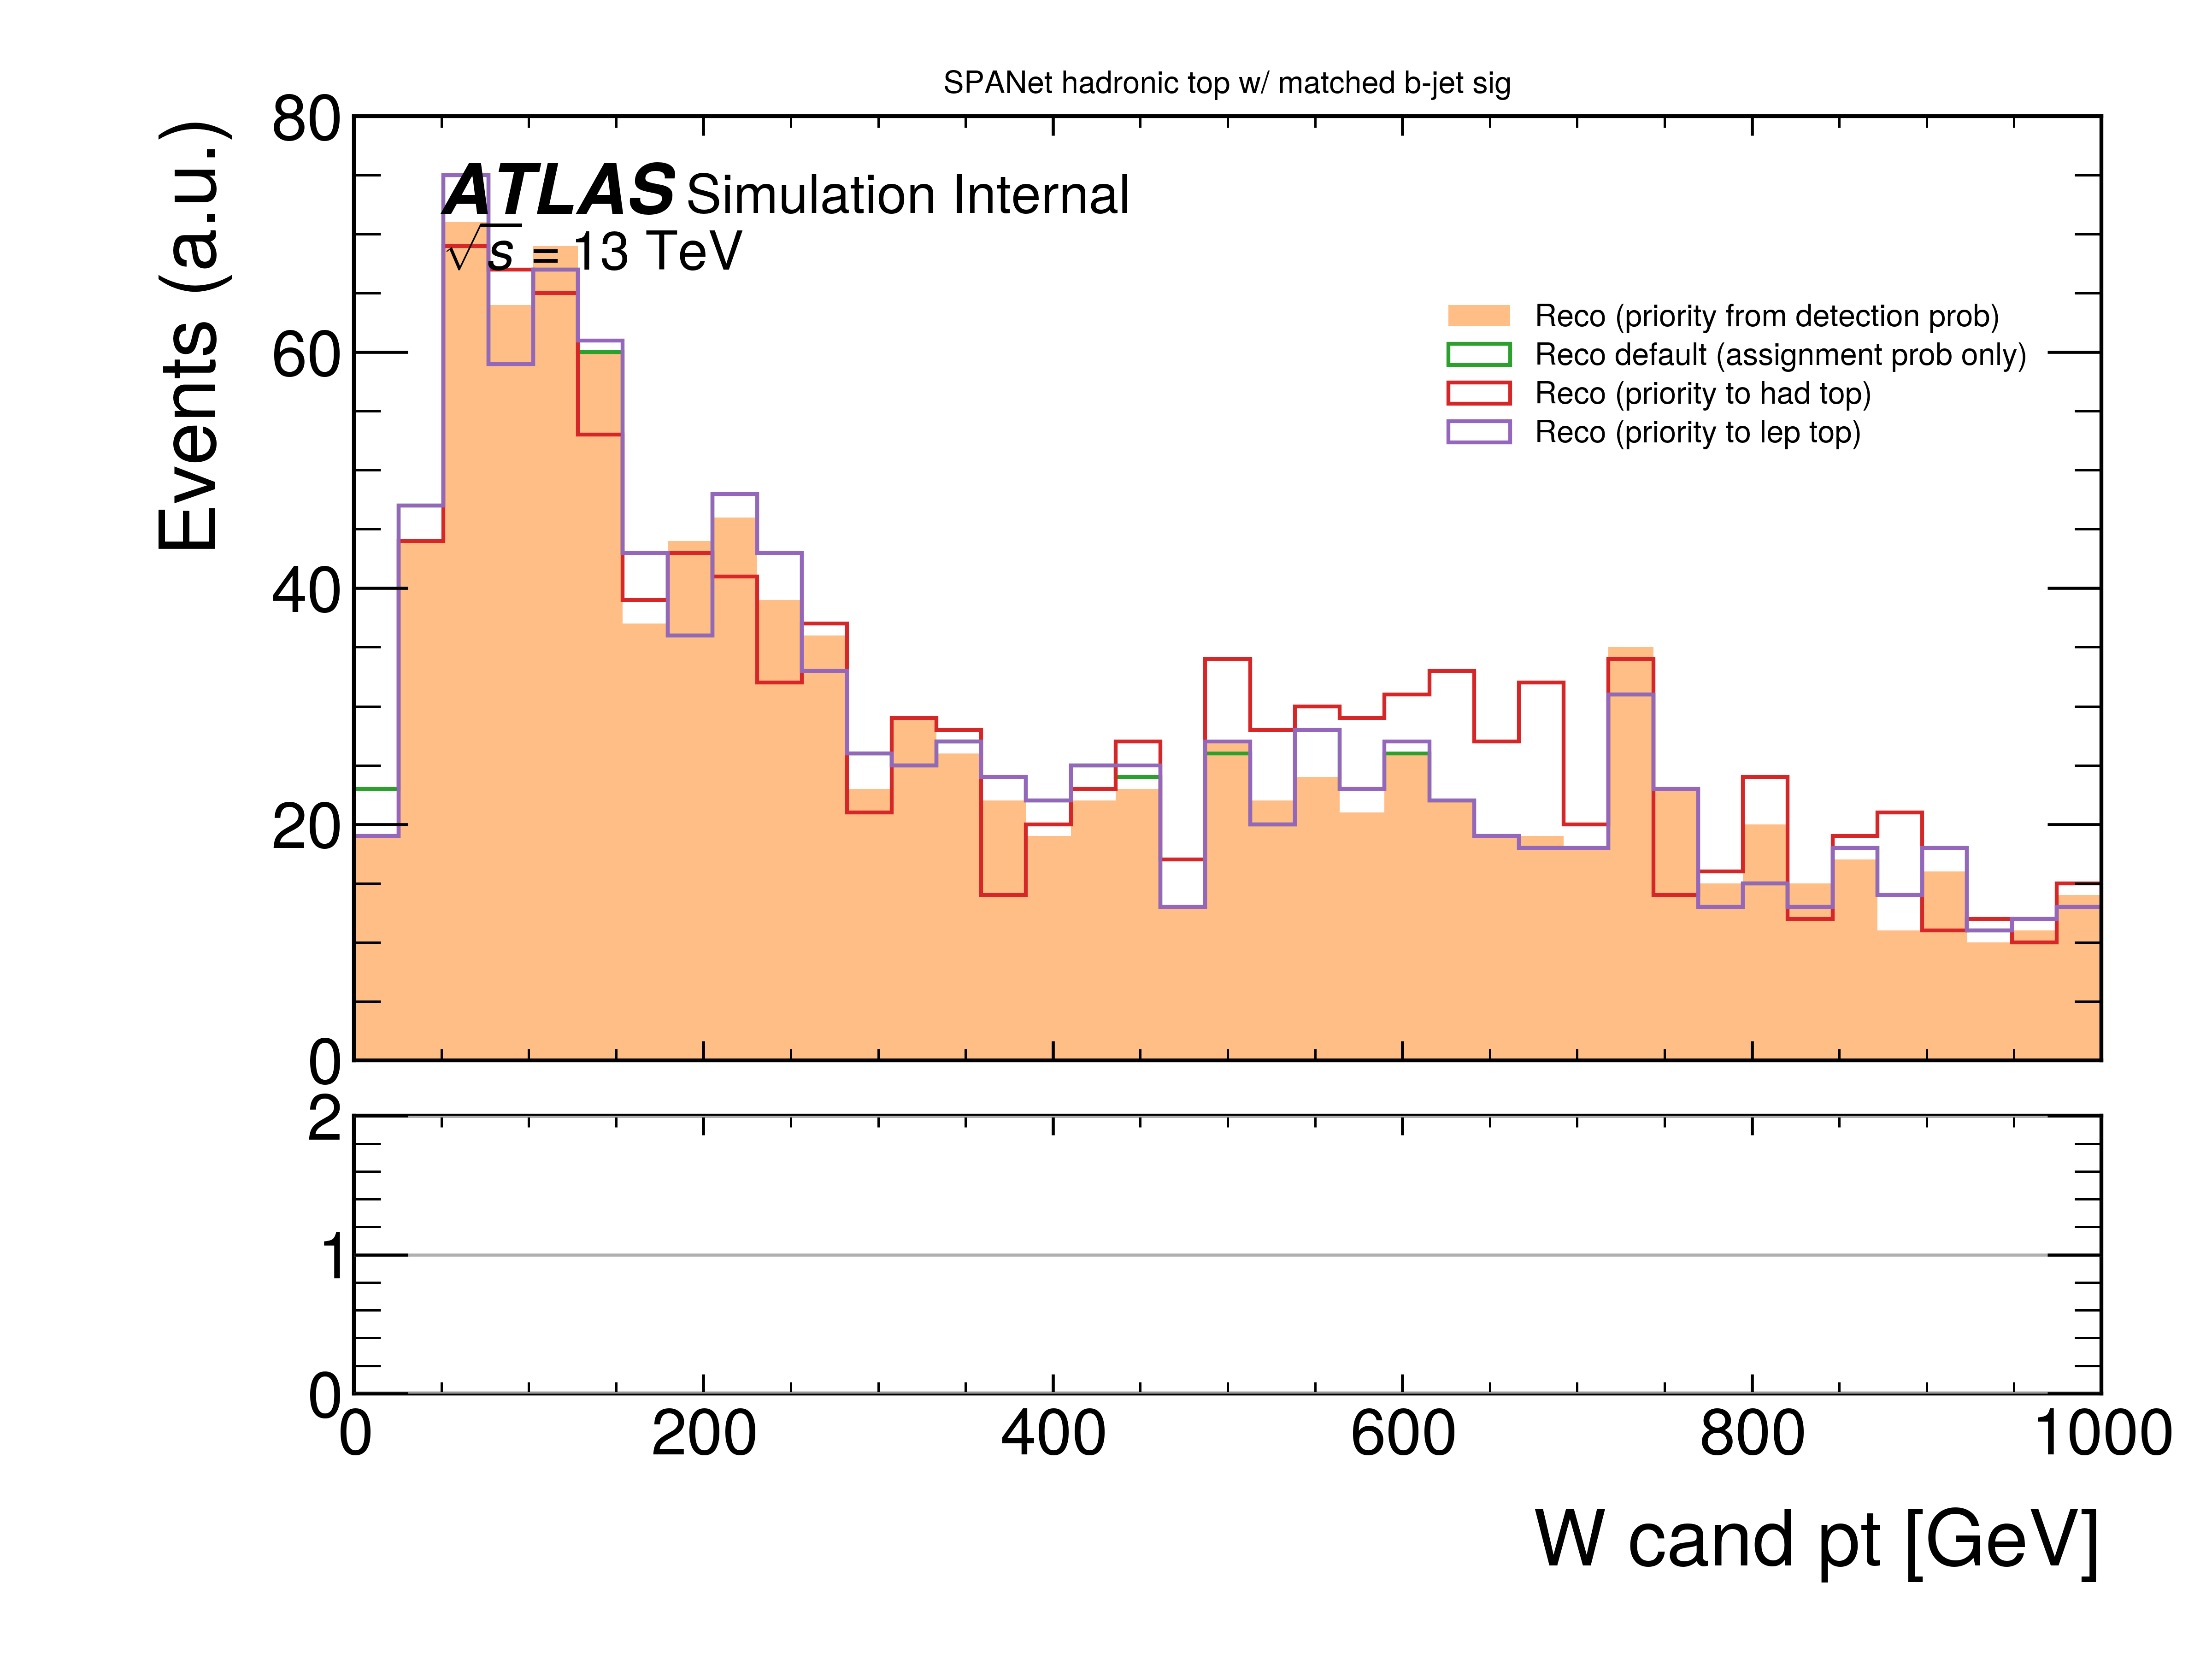 SPANet hadronic top w/ matched b-jet sig
80
ATLAS Simulation Internal
√s = 13 TeV
Events (a.u.)
Reco (priority from detection prob)
Reco default (assignment prob only)
Reco (priority to had top)
Reco (priority to lep top)
60
40
20
0
2
1
0
0 200 400 600 800 1000
W cand pt [GeV]